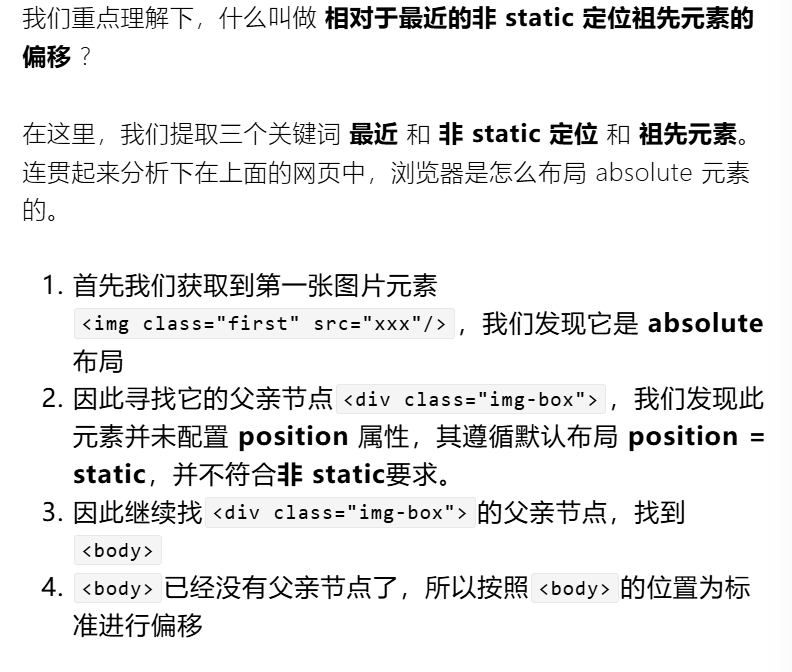 我们重点理解下，什么叫做 相对于最近的非 static 定位祖先元素的
偏移 ？
在这里，我们提取三个关键词 最近 和 非 static 定位 和 祖先元素。
连贯起来分析下在上面的网页中，浏览器是怎么布局 absolute 元素
的。
1. 首先我们获取到第一张图片元素
<img class="first" src="xxx"/>，我们发现它是 absolute
布局
2. 因此寻找它的父亲节点<div class="img-box">，我们发现此
元素并未配置 position 属性，其遵循默认布局 position =
static，并不符合非 static要求。
3. 因此继续找<div class="img-box">的父亲节点，找到
<body>
4. <body>已经没有父亲节点了，所以按照<body>的位置为标
准进行偏移